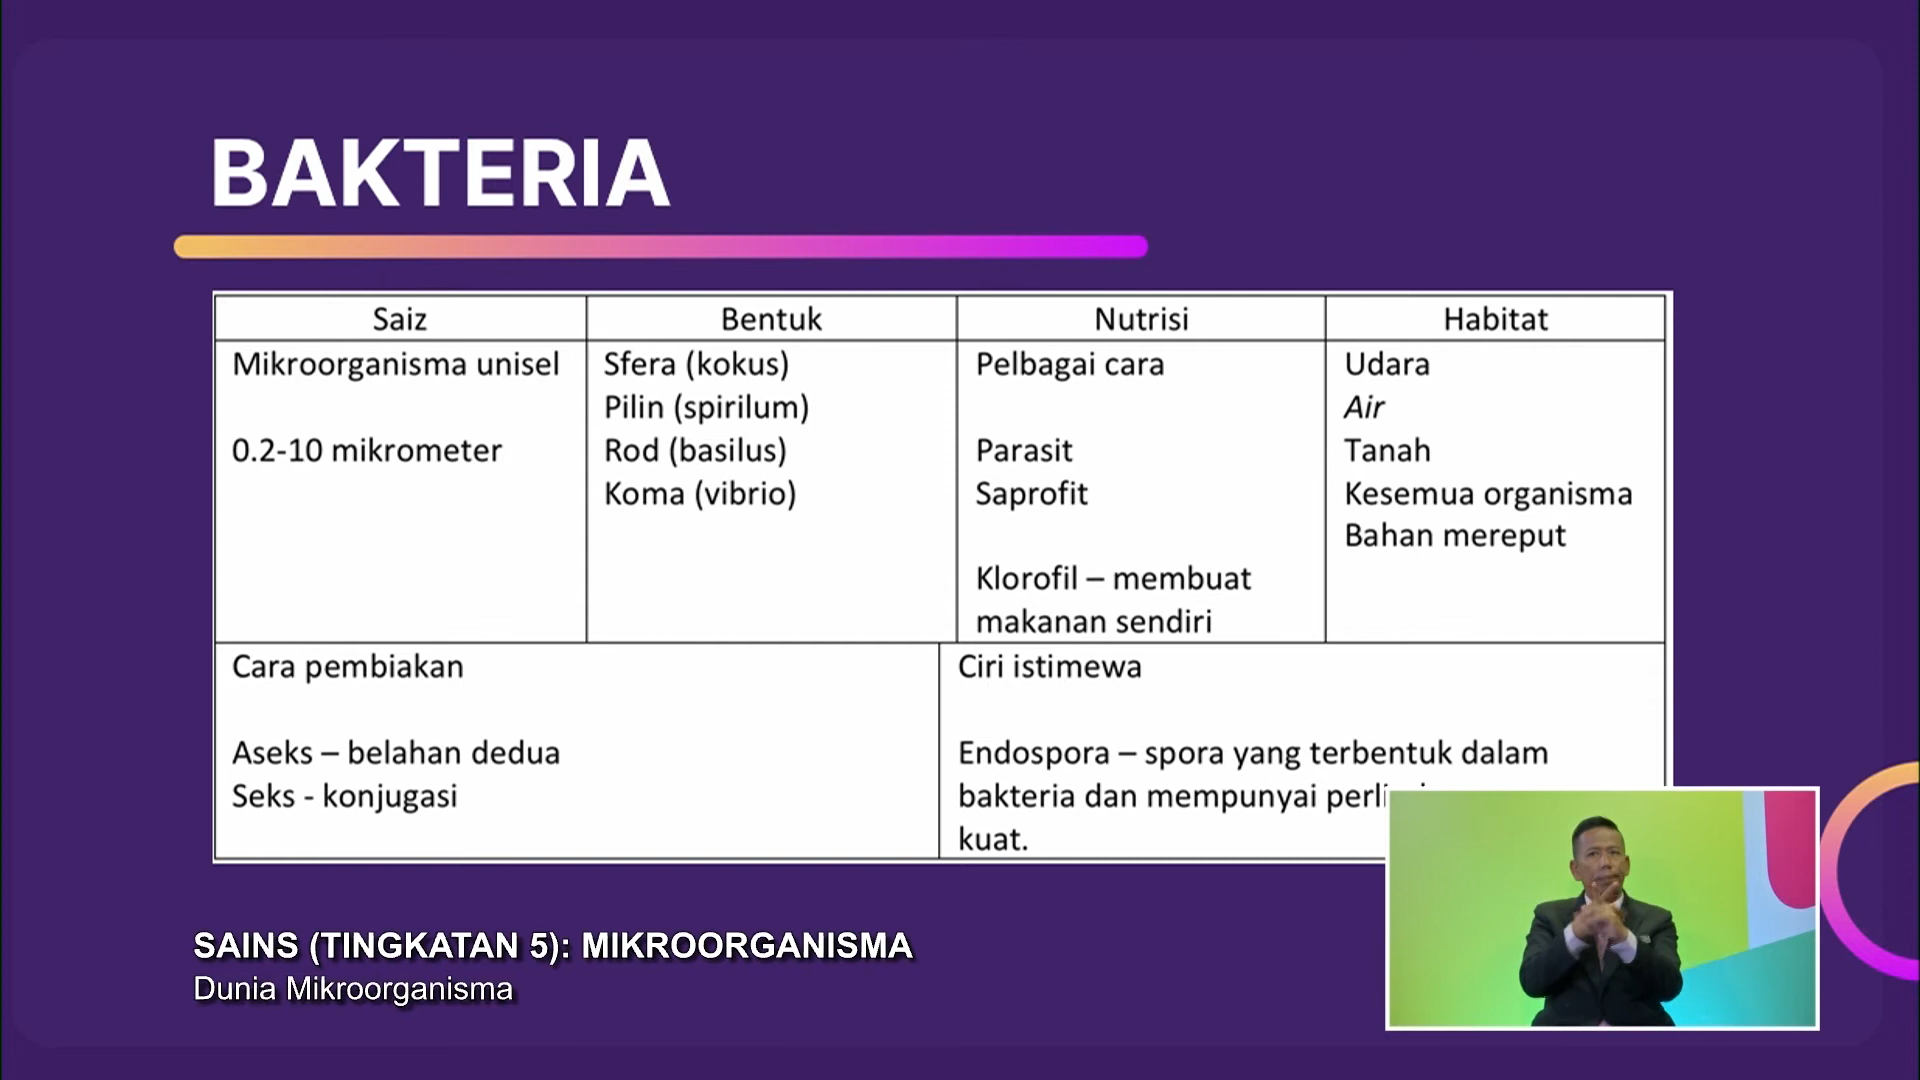 BAKTERIA
Saiz
Bentuk
Nutrisi
Habitat
Mikroorganisma unisel
0.2-10 mikrometer
Sfera (kokus)
Pilin (spirilum)
Rod (basilus)
Koma (vibrio)
Pelbagai cara
Parasit
Saprofit
Klorofil – membuat
makanan sendiri
Udara
Air
Tanah
Kesemua organisma
Bahan mereput
Cara pembiakan
Aseks – belahan dedua
Seks - konjugasi
Ciri istimewa
Endospora – spora yang terbentuk dalam
bakteria dan mempunyai
kuat.
SAINS (TINGKATAN 5): MIKROORGANISMA
Dunia Mikroorganisma